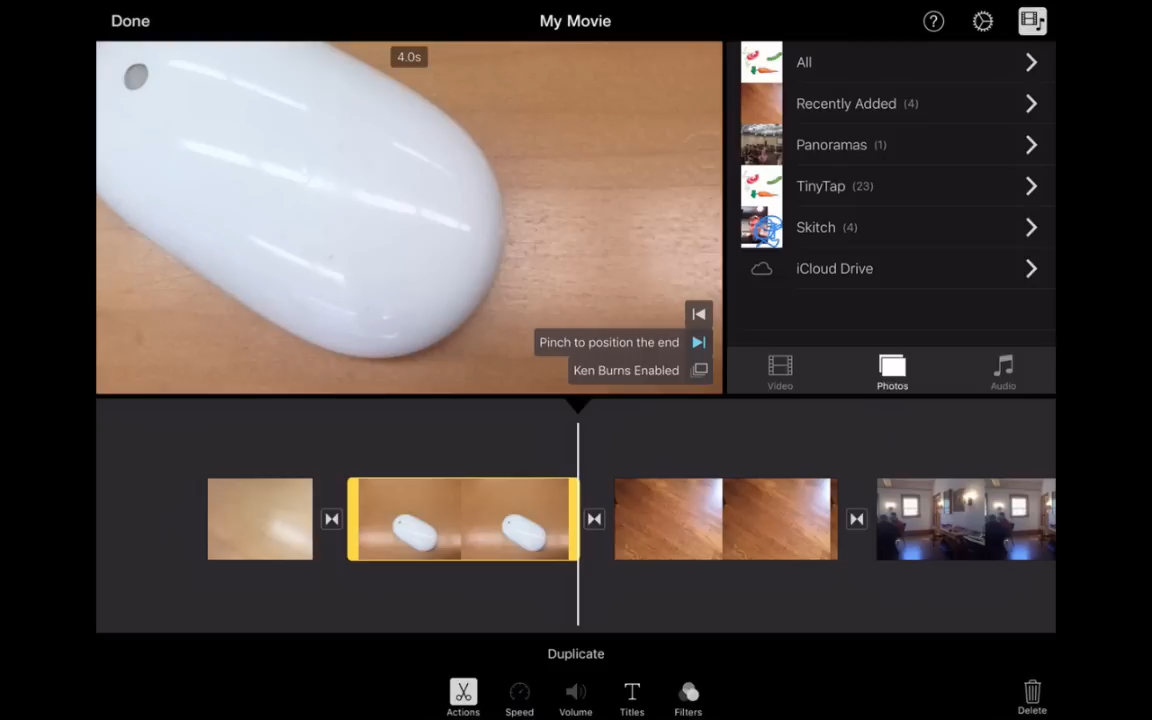 Done
My Movie
?
4.0s
All
Recently Added (4)
Panoramas (1)
TinyTap (23)
Skitch (4)
iCloud Drive
Pinch to position the end
Ken Burns Enabled
Video
Photos
Audio
Duplicate
Actions
Speed
Volume
Titles
Filters
Delete